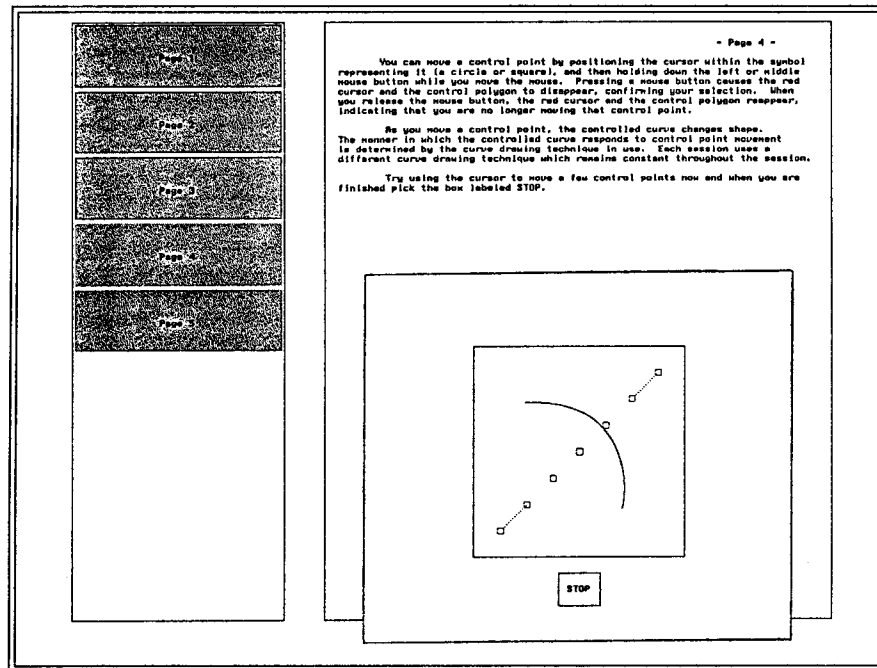 Page 1
Page 2
Page 3
Page 4
Page 5
- Page 4 -
You can move a control point by positioning the cursor within the symbol
representing it (a circle or square), and then holding down the left or middle
mouse button while you move the mouse. Pressing a mouse button causes the red
cursor and the control polygon to disappear, confirming your selection. When
you release the mouse button, the red cursor and the control polygon reappear,
indicating that you are no longer moving that control point.
As you move a control point, the controlled curve changes shape.
The manner in which the controlled curve responds to control point movement
is determined by the curve drawing technique in use. Each session uses a
different curve drawing technique which remains constant throughout the session.
Try using the cursor to move a few control points now and when you are
finished pick the box labeled STOP.
STOP